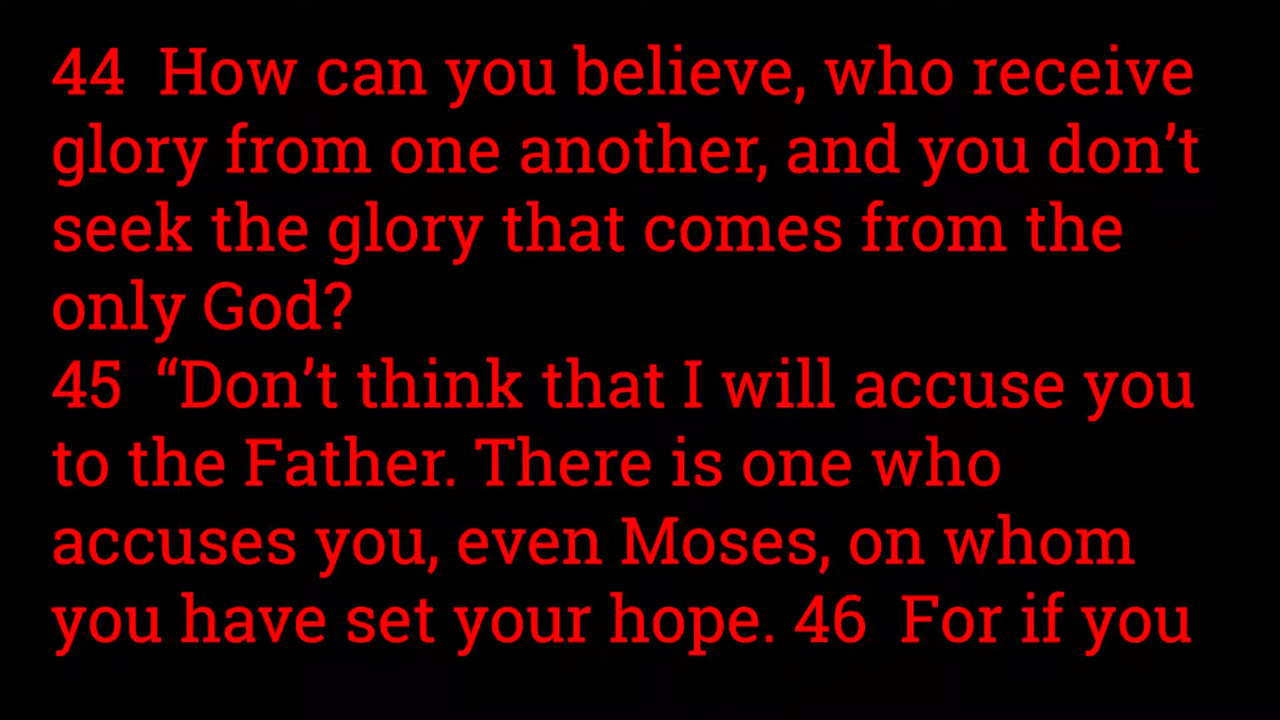 44  How can you believe, who receive
glory from one another, and you don’t
seek the glory that comes from the
only God?
45  “Don’t think that I will accuse you
to the Father. There is one who
accuses you, even Moses, on whom
you have set your hope. 46  For if you